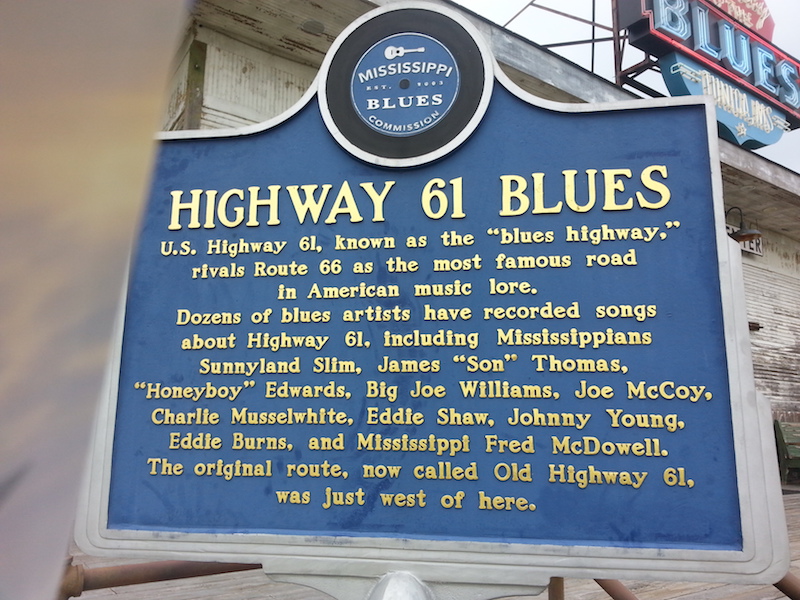 MISSISSIPPI
EST. 2003
BLUES
COMMISSION
HIGHWAY 61 BLUES
U.S. Highway 61, known as the "blues highway,"
rivals Route 66 as the most famous road
in American music lore.
Dozens of blues artists have recorded songs
about Highway 61, including Mississippians
Sunnyland Slim, James "Son" Thomas,
"Honeyboy" Edwards, Big Joe Williams, Joe McCoy,
Charlie Musselwhite, Eddie Shaw, Johnny Young,
Eddie Burns, and Mississippi Fred McDowell.
The original route, now called Old Highway 61,
was just west of here.
BLUES